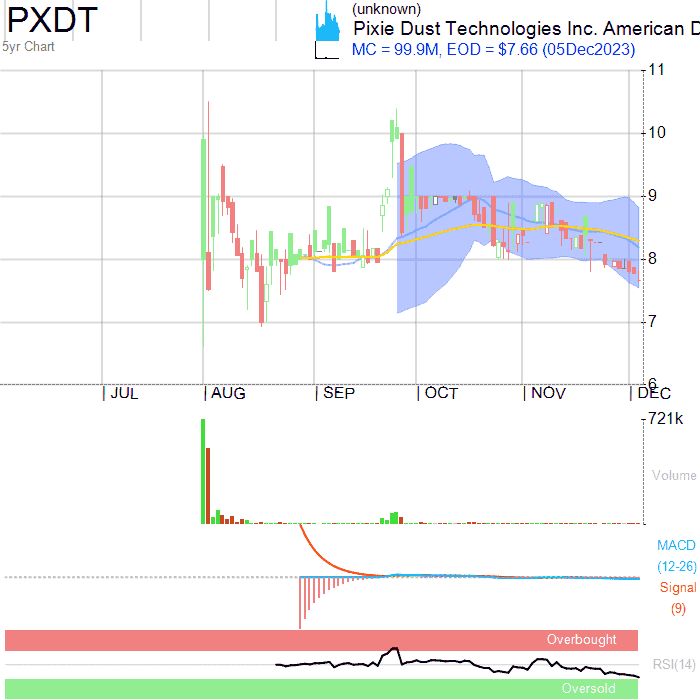 PXDT
(unknown)
Pixie Dust Technologies Inc. American D
5yr Chart
MC = 99.9M, EOD = $7.66 (05Dec2023)
11
10
9
8
7
6
JUL AUG SEP OCT NOV DEC
721k
Volume
MACD
(12-26)
Signal
(9)
Overbought
RSI(14)
Oversold